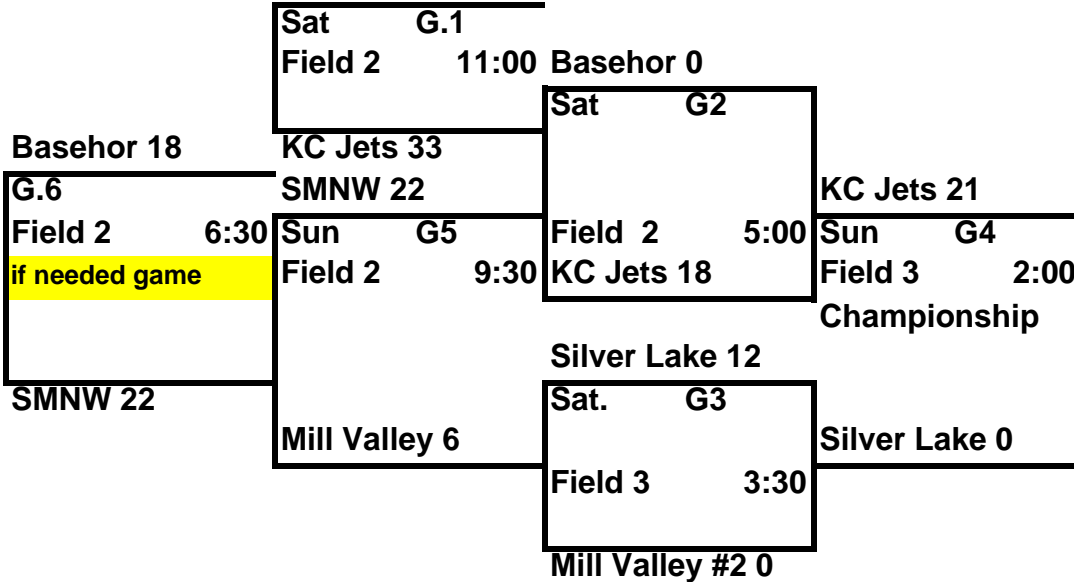 Sat G.1
Field 2 11:00 Basehor 0
Sat G2
Basehor 18 KC Jets 33
G.6 SMNW 22 KC Jets 21
Field 2 6:30 Sun G5 Field 2 5:00 Sun G4
if needed game Field 2 9:30 KC Jets 18 Field 3 2:00
Championship
Silver Lake 12
SMNW 22 Sat. G3
Mill Valley 6 Silver Lake 0
Field 3 3:30
Mill Valley #2 0